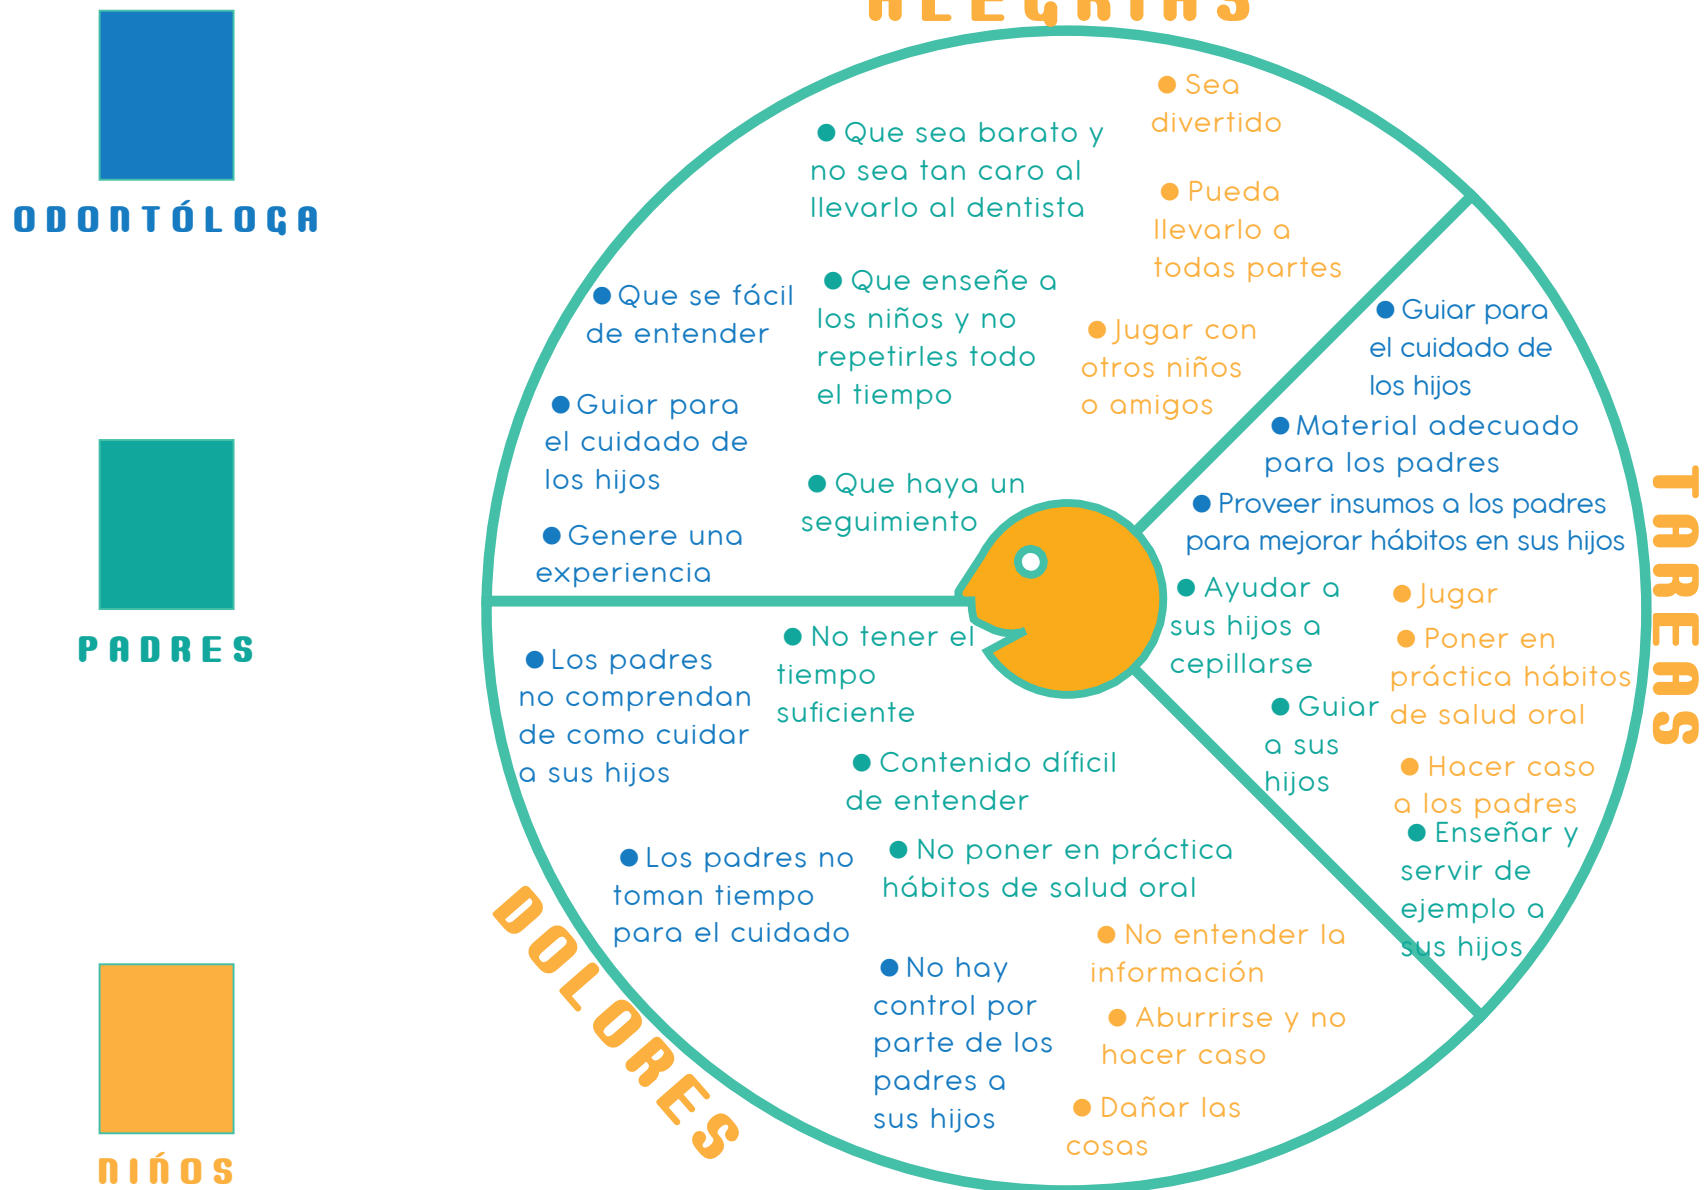 ALEGRÍAS
ODONTÓLOGA
PADRES
NIÑOS
● Sea
divertido
● Pueda
llevarlo a
todas partes
● Jugar con
otros niños
o amigos
● Que sea barato y
no sea tan caro al
llevarlo al dentista
● Que enseñe a
los niños y no
repetirles todo
el tiempo
● Que haya un
seguimiento
● Que se fácil
de entender
● Guiar para
el cuidado de
los hijos
● Genere una
experiencia
TAREAS
● Guiar para
el cuidado de
los hijos
● Material adecuado
para los padres
● Proveer insumos a los padres
para mejorar hábitos en sus hijos
● Ayudar a
sus hijos a
cepillarse
● Guiar
a sus
hijos
● Jugar
● Poner en
práctica hábitos
de salud oral
● Hacer caso
a los padres
● Enseñar y
servir de
ejemplo a
sus hijos
DOLORES
● Los padres
no comprendan
de como cuidar
a sus hijos
● Los padres no
toman tiempo
para el cuidado
● No hay
control por
parte de los
padres a
sus hijos
● No tener el
tiempo
suficiente
● Contenido díficil
de entender
● No poner en práctica
hábitos de salud oral
● No entender la
información
● Aburrirse y no
hacer caso
● Dañar las
cosas